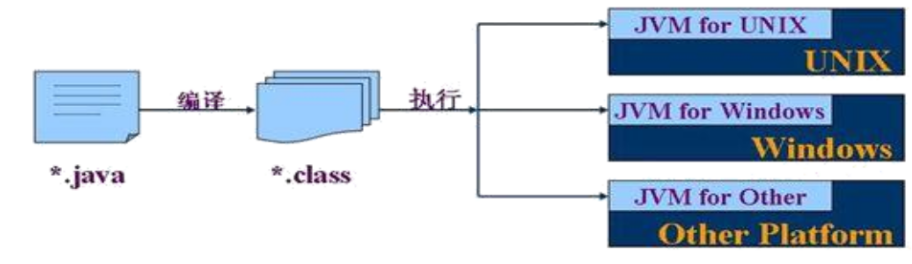 *.java
编译
*.class
执行
JVM for UNIX
UNIX
JVM for Windows
Windows
JVM for Other
Other Platform